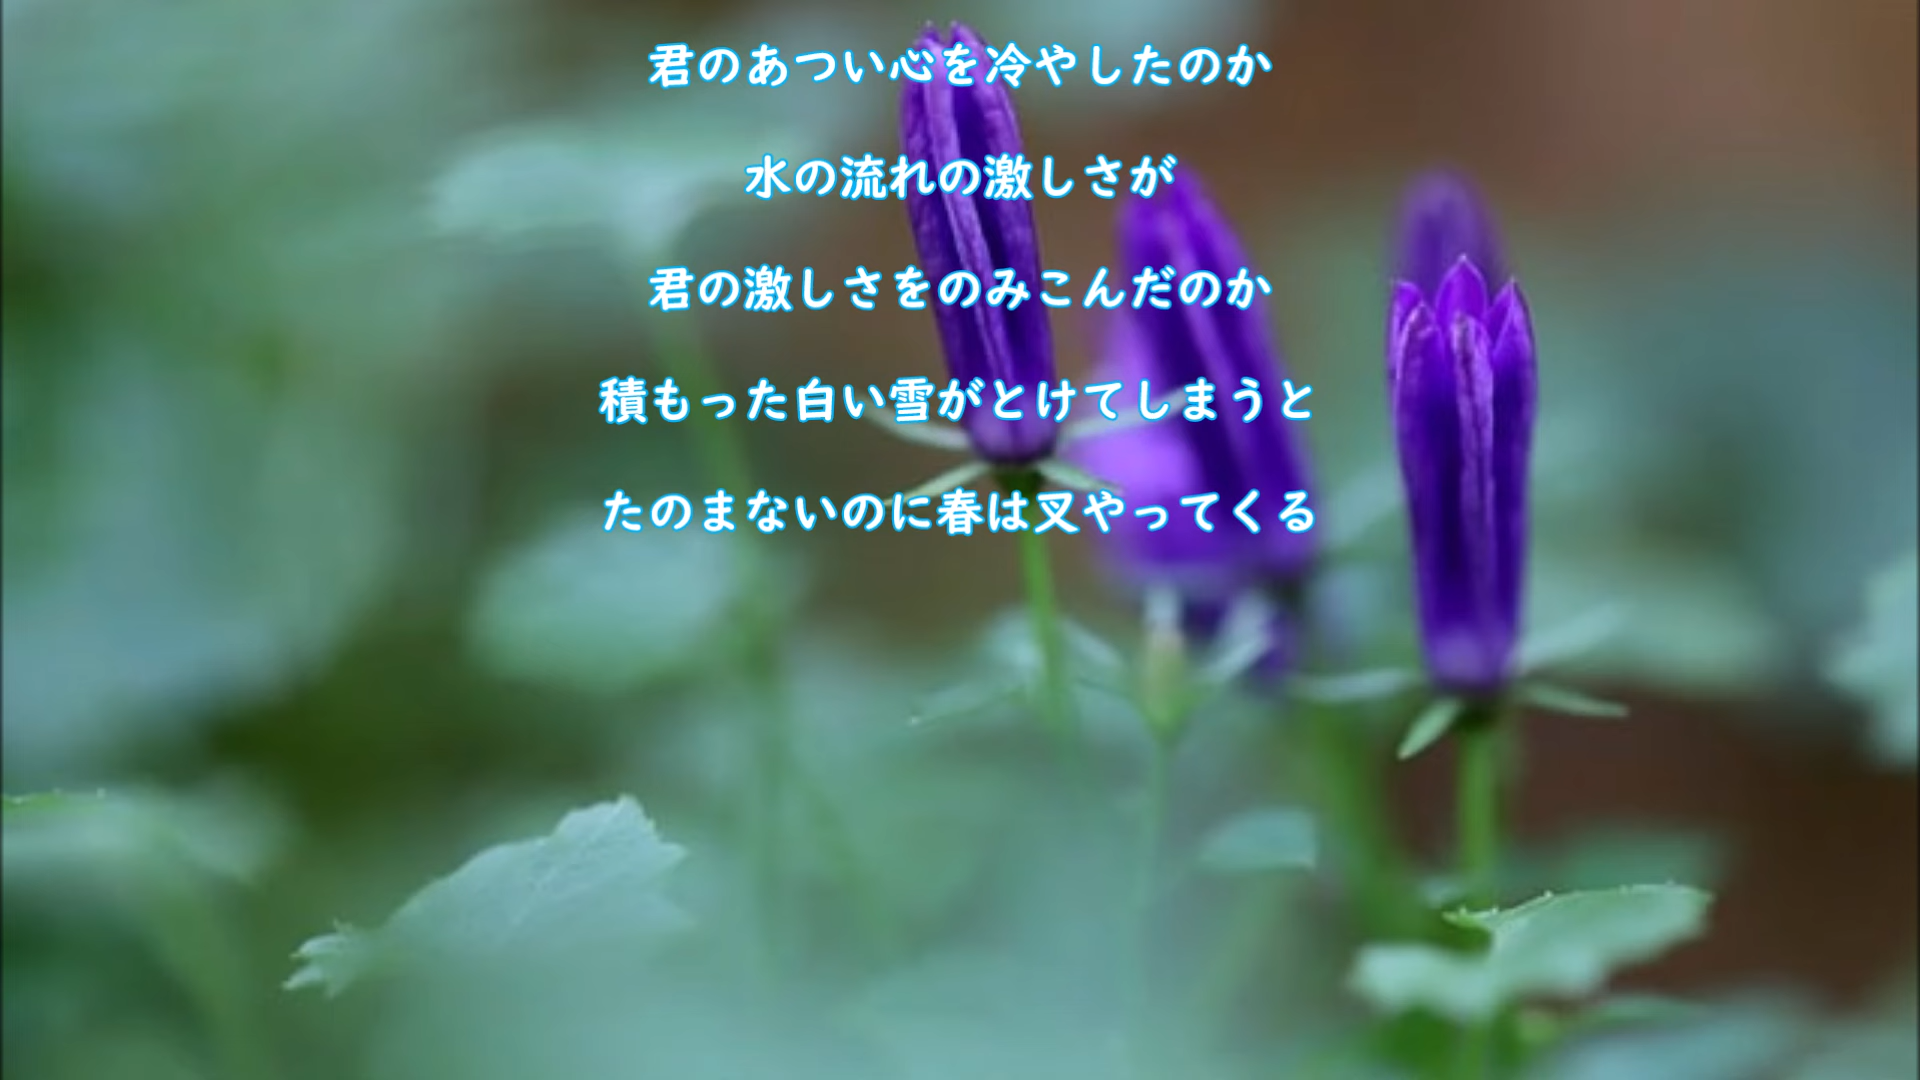 君のあつい心を冷やしたのか
水の流れの激しさが
君の激しさをのみこんだのか
積もった白い雪がとけてしまうと
たのまないのに春は叉やってくる